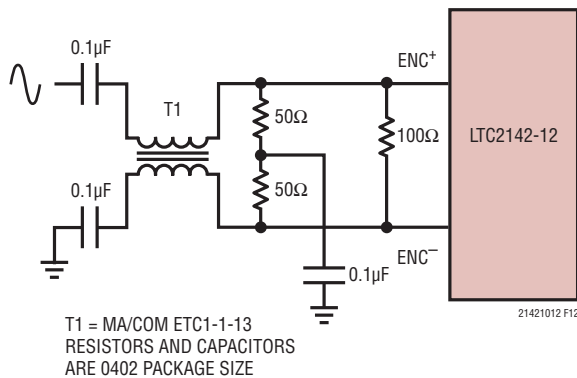 0.1µF
ENC+
T1
50Ω
100Ω
LTC2142-12
0.1µF
50Ω
ENC–
0.1µF
21421012 F12
T1 = MA/COM ETC1-1-13
RESISTORS AND CAPACITORS
ARE 0402 PACKAGE SIZE